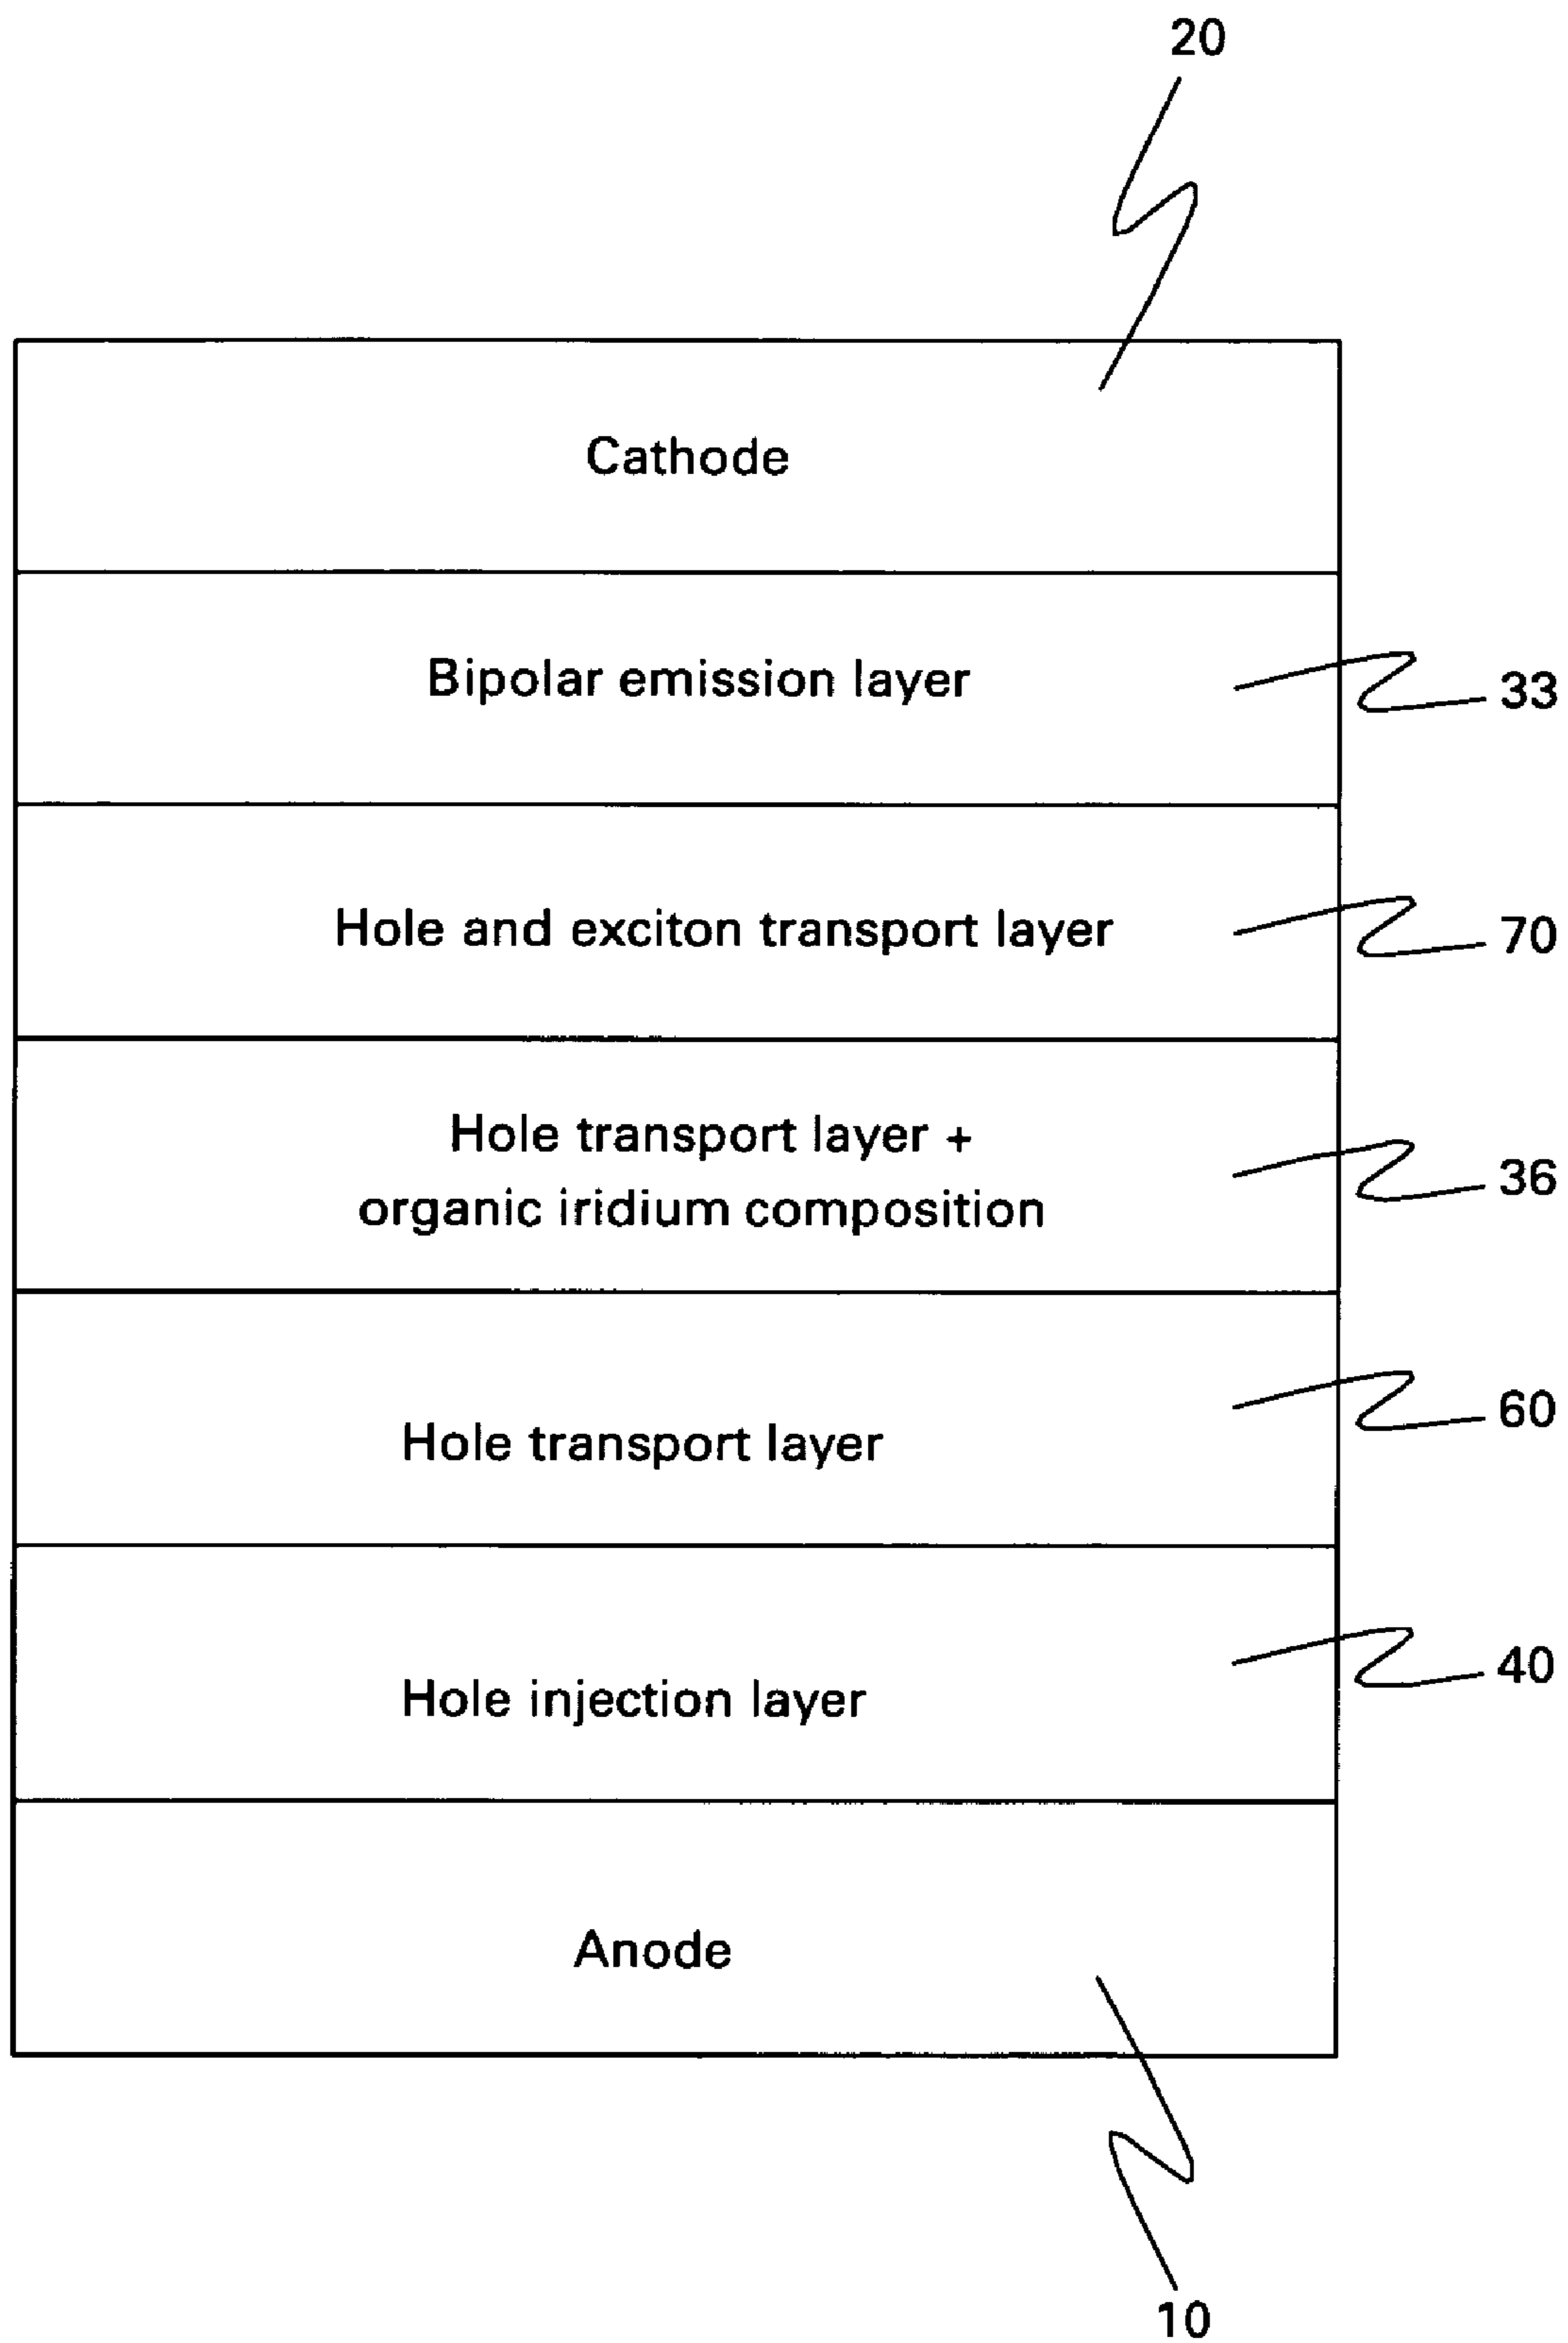 20
Cathode
Bipolar emission layer
33
Hole and exciton transport layer
70
Hole transport layer +
organic iridium composition
36
60
Hole transport layer
40
Hole injection layer
Anode
10